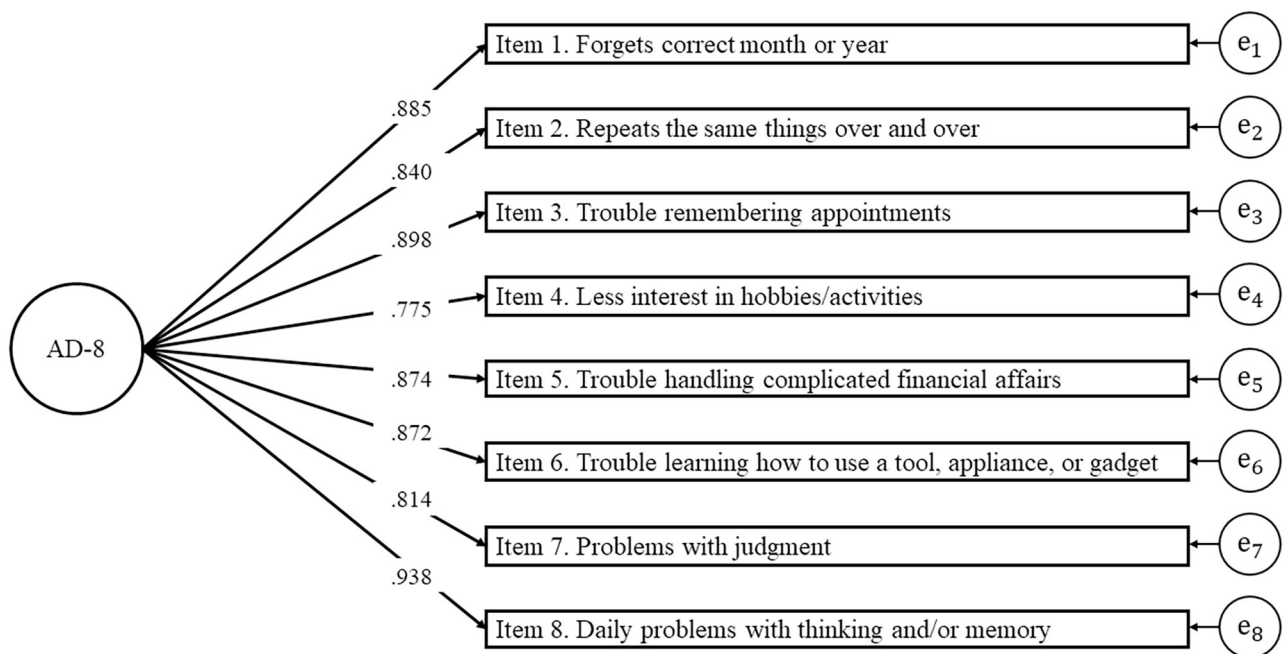 Item 1. Forgets correct month or year
e1
.885
Item 2. Repeats the same things over and over
e2
.840
Item 3. Trouble remembering appointments
e3
.898
Item 4. Less interest in hobbies/activities
e4
.775
AD-8
Item 5. Trouble handling complicated financial affairs
e5
.874
.872
Item 6. Trouble learning how to use a tool, appliance, or gadget
e6
.814
Item 7. Problems with judgment
e7
.938
Item 8. Daily problems with thinking and/or memory
e8